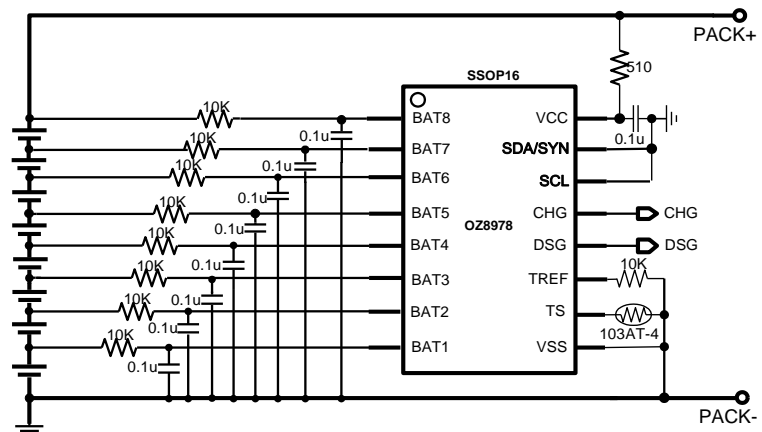 PACK+
510
SSOP16
10K
BAT8
VCC
0.1u
0.1u
10K
BAT7
SDA/SYN
0.1u
10K
BAT6
SCL
0.1u
10K
BAT5
OZ8978
CHG
CHG
0.1u
10K
BAT4
DSG
DSG
0.1u
10K
BAT3
TREF
10K
0.1u
10K
BAT2
TS
0.1u
103AT-4
10K
BAT1
VSS
0.1u
PACK-